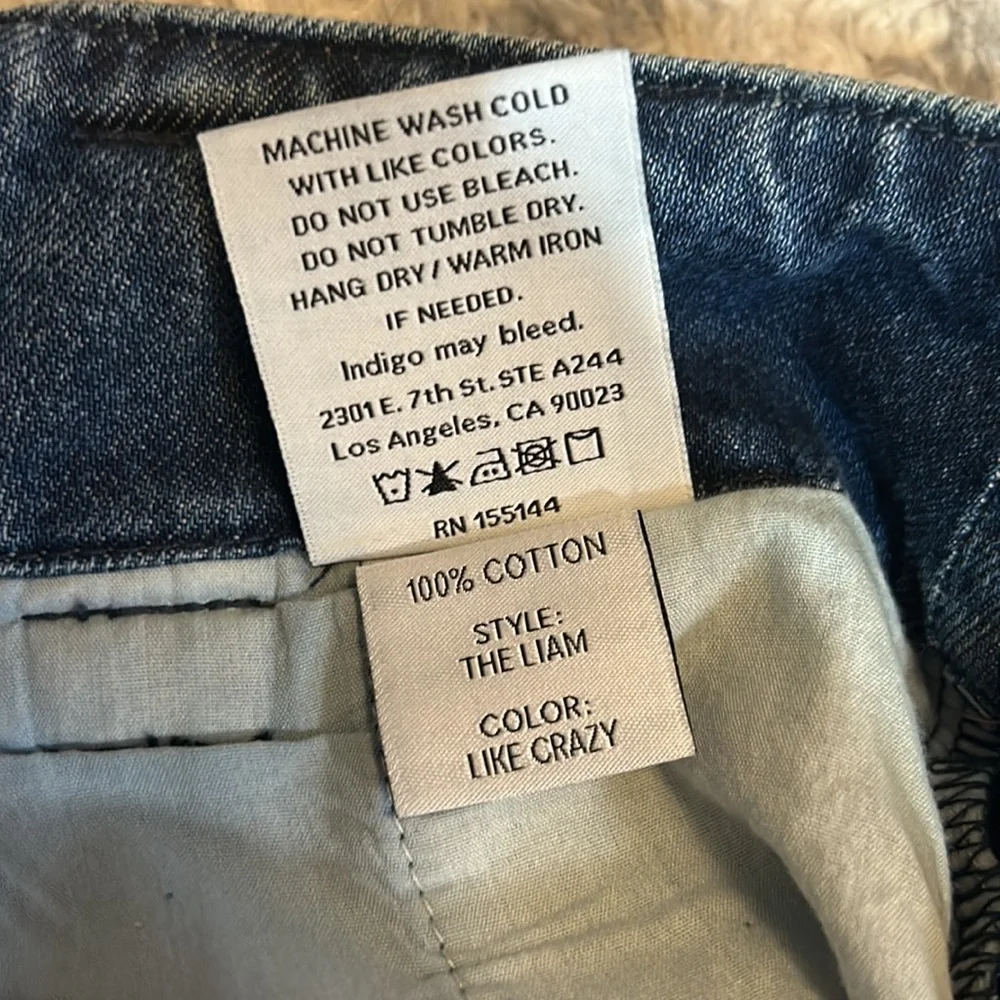 MACHINE WASH COLD
WITH LIKE COLORS.
DO NOT USE BLEACH.
DO NOT TUMBLE DRY.
HANG DRY / WARM IRON
IF NEEDED.
Indigo may bleed.
2301 E. 7th St. STE A244
Los Angeles, CA 90023
RN 155144
100% COTTON
STYLE:
THE LIAM
COLOR:
LIKE CRAZY